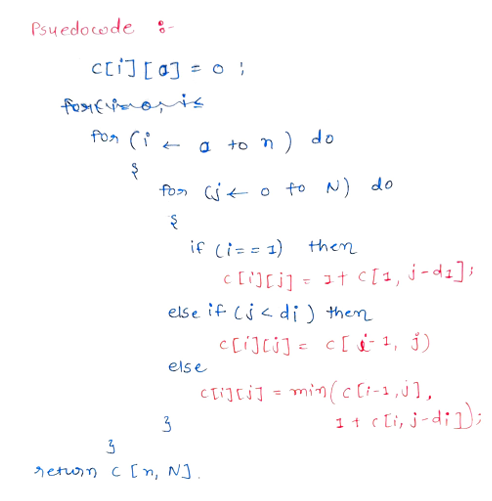 Psuedocode :-
c[i][a] = 0 ;
for(i=0, i≤
for (i ← a to n) do
{
for (j ← 0 to N) do
{
if (i == 1) then
c[i][j] = 1+ c[1, j-d1];
else if (j < di) then
c[i][j] = c[i-1, j)
else
c[i][j] = min(c[i-1,j],
1 + c[i, j-di]);
}
}
return c[n, N].